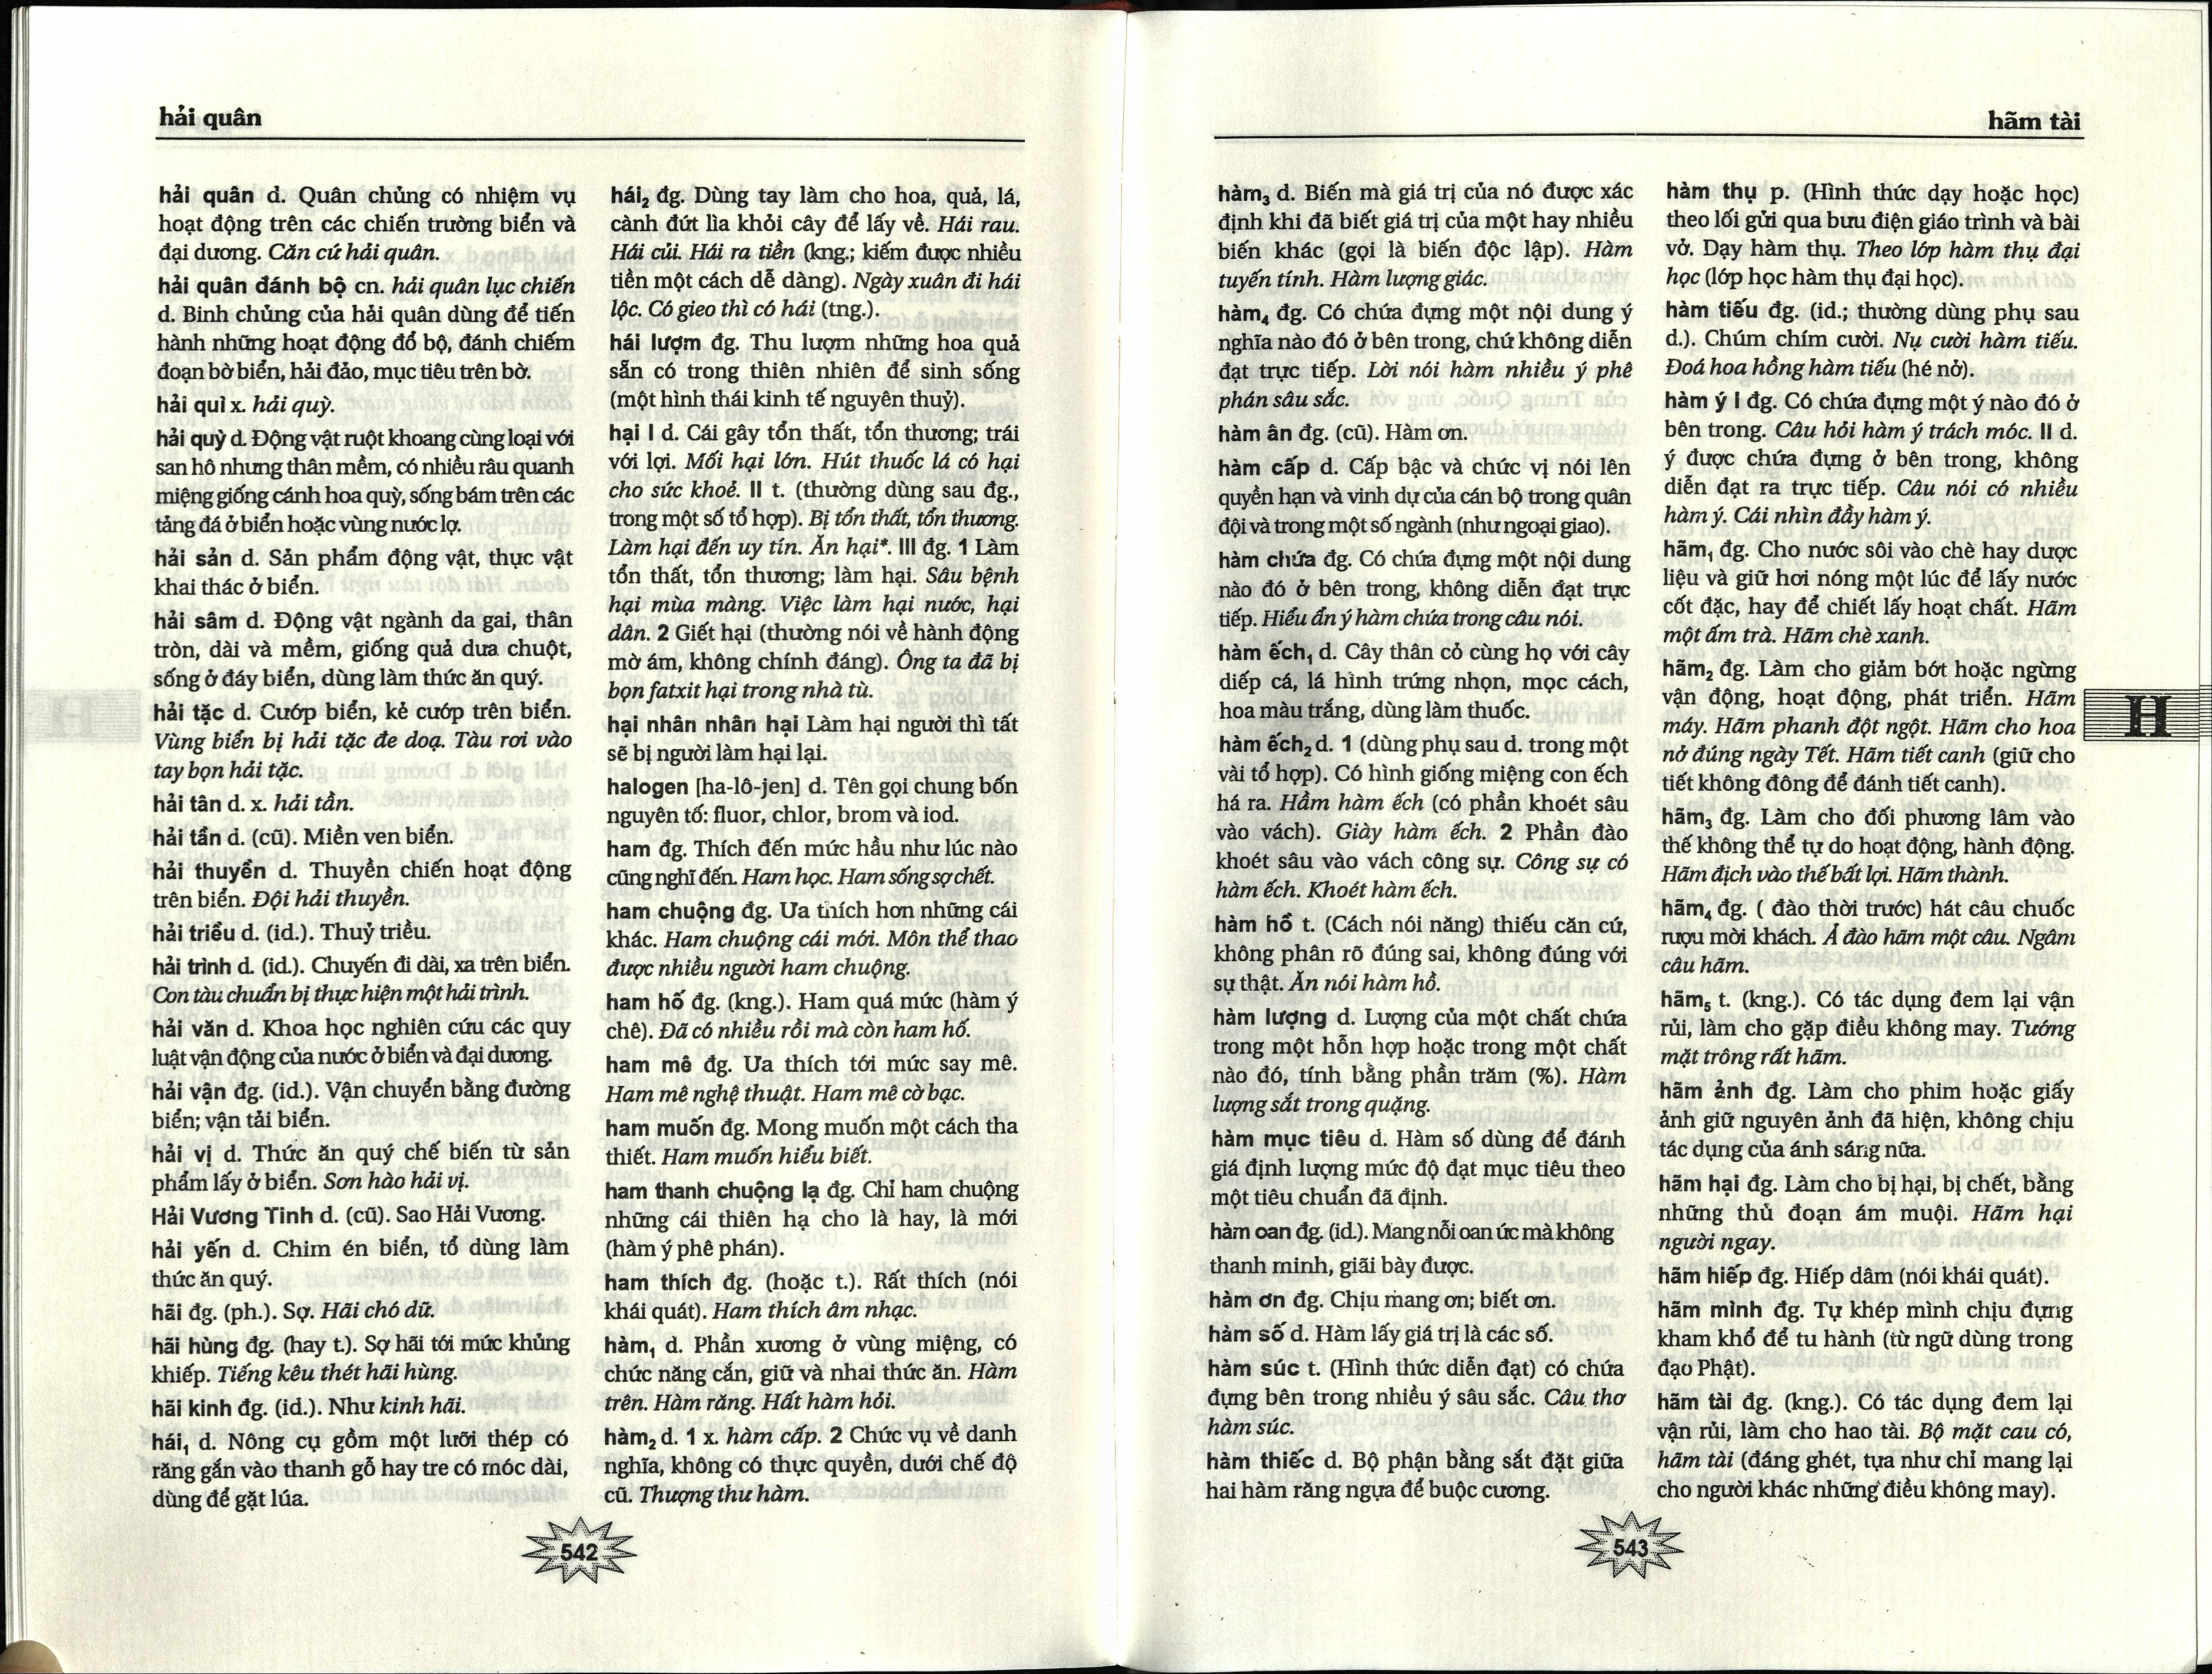 hải quân
hải quân d. Quân chủng có nhiệm vụ
hoạt động trên các chiến trường biển và
đại dương. Căn cứ hải quân.
hải quân đánh bộ cn. hải quân lục chiến
d. Binh chủng của hải quân dùng để tiến
hành những hoạt động đổ bộ, đánh chiếm
đoạn bờ biển, hải đảo, mục tiêu trên bờ.
hải quì x. hải quỳ.
hải quỳ d. Động vật ruột khoang cùng loại với
san hô nhưng thân mềm, có nhiều râu quanh
miệng giống cánh hoa quỳ, sống bám trên các
tảng đá ở biển hoặc vùng nước lợ.
hải sản d. Sản phẩm động vật, thực vật
khai thác ở biển.
hải sâm d. Động vật ngành da gai, thân
tròn, dài và mềm, giống quả dưa chuột,
sống ở đáy biển, dùng làm thức ăn quý.
hải tặc d. Cướp biển, kẻ cướp trên biển.
Vùng biển bị hải tặc đe doạ. Tàu rơi vào
tay bọn hải tặc.
hải tân d. x. hải tần.
hải tần d. (cũ). Miền ven biển.
hải thuyền d. Thuyền chiến hoạt động
trên biển. Đội hải thuyền.
hải triều d. (id.). Thuỷ triều.
hải trình d. (id.). Chuyến đi dài, xa trên biển.
Con tàu chuẩn bị thực hiện một hải trình.
hải văn d. Khoa học nghiên cứu các quy
luật vận động của nước ở biển và đại dương.
hải vận đg. (id.). Vận chuyển bằng đường
biển; vận tải biển.
hải vị d. Thức ăn quý chế biến từ sản
phẩm lấy ở biển. Sơn hào hải vị.
Hải Vương Tinh d. (cũ). Sao Hải Vương.
hải yến d. Chim én biển, tổ dùng làm
thức ăn quý.
hãi đg. (ph.). Sợ. Hãi chó dữ.
hãi hùng đg. (hay t.). Sợ hãi tới mức khủng
khiếp. Tiếng kêu thét hãi hùng.
hãi kinh đg. (id.). Như kinh hãi.
hái₁ d. Nông cụ gồm một lưỡi thép có
răng gắn vào thanh gỗ hay tre có móc dài,
dùng để gặt lúa.
hái₂ đg. Dùng tay làm cho hoa, quả, lá,
cành đứt lìa khỏi cây để lấy về. Hái rau.
Hái củi. Hái ra tiền (kng.; kiếm được nhiều
tiền một cách dễ dàng). Ngày xuân đi hái
lộc. Có gieo thì có hái (tng.).
hái lượm đg. Thu lượm những hoa quả
sẵn có trong thiên nhiên để sinh sống
(một hình thái kinh tế nguyên thuỷ).
hại I d. Cái gây tổn thất, tổn thương; trái
với lợi. Mối hại lớn. Hút thuốc lá có hại
cho sức khoẻ. II t. (thường dùng sau đg.,
trong một số tổ hợp). Bị tổn thất, tổn thương.
Làm hại đến uy tín. Ăn hại*. III đg. 1 Làm
tổn thất, tổn thương; làm hại. Sâu bệnh
hại mùa màng. Việc làm hại nước, hại
dân. 2 Giết hại (thường nói về hành động
mờ ám, không chính đáng). Ông ta đã bị
bọn fatxit hại trong nhà tù.
hại nhân nhân hại Làm hại người thì tất
sẽ bị người làm hại lại.
halogen [ha-lô-jen] d. Tên gọi chung bốn
nguyên tố: fluor, chlor, brom và iod.
ham đg. Thích đến mức hầu như lúc nào
cũng nghĩ đến. Ham học. Ham sống sợ chết.
ham chuộng đg. Ưa thích hơn những cái
khác. Ham chuộng cái mới. Môn thể thao
được nhiều người ham chuộng.
ham hố đg. (kng.). Ham quá mức (hàm ý
chê). Đã có nhiều rồi mà còn ham hố.
ham mê đg. Ưa thích tới mức say mê.
Ham mê nghệ thuật. Ham mê cờ bạc.
ham muốn đg. Mong muốn một cách tha
thiết. Ham muốn hiểu biết.
ham thanh chuộng lạ đg. Chỉ ham chuộng
những cái thiên hạ cho là hay, là mới
(hàm ý phê phán).
ham thích đg. (hoặc t.). Rất thích (nói
khái quát). Ham thích âm nhạc.
hàm₁ d. Phần xương ở vùng miệng, có
chức năng cắn, giữ và nhai thức ăn. Hàm
trên. Hàm răng. Hất hàm hỏi.
hàm₂ d. 1 x. hàm cấp. 2 Chức vụ về danh
nghĩa, không có thực quyền, dưới chế độ
cũ. Thượng thư hàm.
542
hãm tài
hàm₃ d. Biến mà giá trị của nó được xác
định khi đã biết giá trị của một hay nhiều
biến khác (gọi là biến độc lập). Hàm
tuyến tính. Hàm lượng giác.
hàm₄ đg. Có chứa đựng một nội dung ý
nghĩa nào đó ở bên trong, chứ không diễn
đạt trực tiếp. Lời nói hàm nhiều ý phê
phán sâu sắc.
hàm ân đg. (cũ). Hàm ơn.
hàm cấp d. Cấp bậc và chức vị nói lên
quyền hạn và vinh dự của cán bộ trong quân
đội và trong một số ngành (như ngoại giao).
hàm chứa đg. Có chứa đựng một nội dung
nào đó ở bên trong, không diễn đạt trực
tiếp. Hiểu ẩn ý hàm chứa trong câu nói.
hàm ếch₁ d. Cây thân cỏ cùng họ với cây
diếp cá, lá hình trứng nhọn, mọc cách,
hoa màu trắng, dùng làm thuốc.
hàm ếch₂ d. 1 (dùng phụ sau d. trong một
vài tổ hợp). Có hình giống miệng con ếch
há ra. Hầm hàm ếch (có phần khoét sâu
vào vách). Giày hàm ếch. 2 Phần đào
khoét sâu vào vách công sự. Công sự có
hàm ếch. Khoét hàm ếch.
hàm hồ t. (Cách nói năng) thiếu căn cứ,
không phân rõ đúng sai, không đúng với
sự thật. Ăn nói hàm hồ.
hàm lượng d. Lượng của một chất chứa
trong một hỗn hợp hoặc trong một chất
nào đó, tính bằng phần trăm (%). Hàm
lượng sắt trong quặng.
hàm mục tiêu d. Hàm số dùng để đánh
giá định lượng mức độ đạt mục tiêu theo
một tiêu chuẩn đã định.
hàm oan đg. (id.). Mang nỗi oan ức mà không
thanh minh, giãi bày được.
hàm ơn đg. Chịu mang ơn; biết ơn.
hàm số d. Hàm lấy giá trị là các số.
hàm súc t. (Hình thức diễn đạt) có chứa
đựng bên trong nhiều ý sâu sắc. Câu thơ
hàm súc.
hàm thiếc d. Bộ phận bằng sắt đặt giữa
hai hàm răng ngựa để buộc cương.
hàm thụ p. (Hình thức dạy hoặc học)
theo lối gửi qua bưu điện giáo trình và bài
vở. Dạy hàm thụ. Theo lớp hàm thụ đại
học (lớp học hàm thụ đại học).
hàm tiếu đg. (id.; thường dùng phụ sau
d.). Chúm chím cười. Nụ cười hàm tiếu.
Đoá hoa hồng hàm tiếu (hé nở).
hàm ý I đg. Có chứa đựng một ý nào đó ở
bên trong. Câu hỏi hàm ý trách móc. II d.
ý được chứa đựng ở bên trong, không
diễn đạt ra trực tiếp. Câu nói có nhiều
hàm ý. Cái nhìn đầy hàm ý.
hãm₁ đg. Cho nước sôi vào chè hay dược
liệu và giữ hơi nóng một lúc để lấy nước
cốt đặc, hay để chiết lấy hoạt chất. Hãm
một ấm trà. Hãm chè xanh.
hãm₂ đg. Làm cho giảm bớt hoặc ngừng
vận động, hoạt động, phát triển. Hãm
máy. Hãm phanh đột ngột. Hãm cho hoa
nở đúng ngày Tết. Hãm tiết canh (giữ cho
tiết không đông để đánh tiết canh).
hãm₃ đg. Làm cho đối phương lâm vào
thế không thể tự do hoạt động, hành động.
Hãm địch vào thế bất lợi. Hãm thành.
hãm₄ đg. ( đào thời trước) hát câu chuốc
rượu mời khách. Ả đào hãm một câu. Ngâm
câu hãm.
hãm₅ t. (kng.). Có tác dụng đem lại vận
rủi, làm cho gặp điều không may. Tướng
mặt trông rất hãm.
hãm ảnh đg. Làm cho phim hoặc giấy
ảnh giữ nguyên ảnh đã hiện, không chịu
tác dụng của ánh sáng nữa.
hãm hại đg. Làm cho bị hại, bị chết, bằng
những thủ đoạn ám muội. Hãm hại
người ngay.
hãm hiếp đg. Hiếp dâm (nói khái quát).
hãm mình đg. Tự khép mình chịu đựng
kham khổ để tu hành (từ ngữ dùng trong
đạo Phật).
hãm tài đg. (kng.). Có tác dụng đem lại
vận rủi, làm cho hao tài. Bộ mặt cau có,
hãm tài (đáng ghét, tựa như chỉ mang lại
cho người khác những điều không may).
H
543